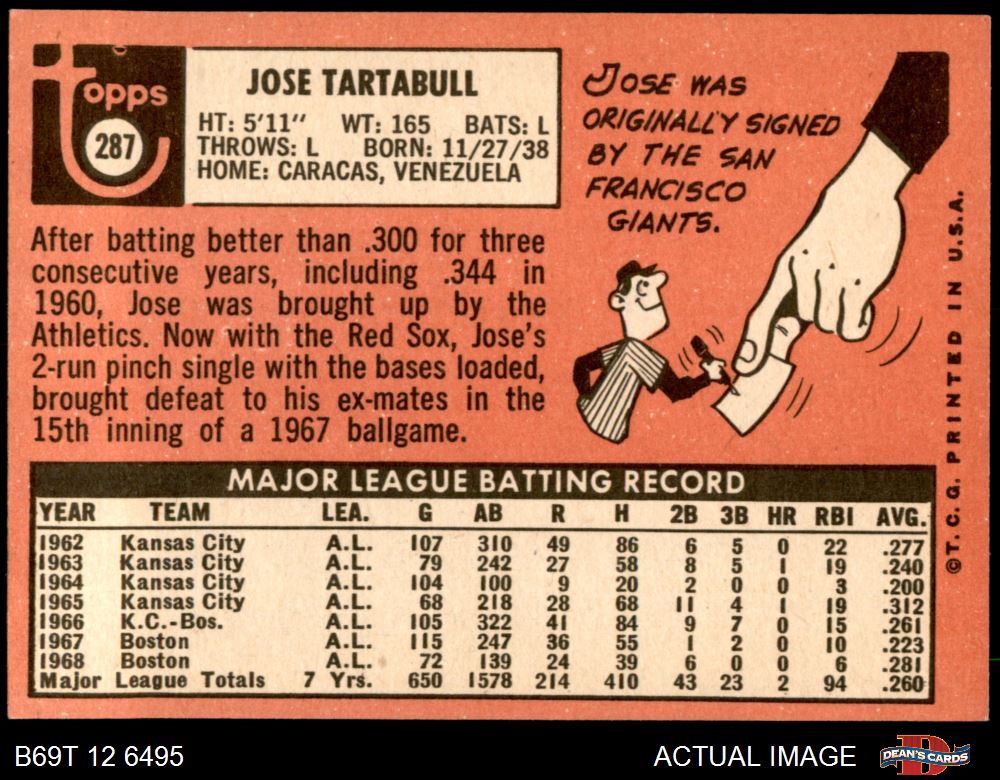 topps
287
JOSE TARTABULL
HT: 5'11" WT: 165 BATS: L
THROWS: L BORN: 11/27/38
HOME: CARACAS, VENEZUELA
JOSE WAS
ORIGINALLY SIGNED
BY THE SAN
FRANCISCO
GIANTS.
After batting better than .300 for three
consecutive years, including .344 in
1960, Jose was brought up by the
Athletics. Now with the Red Sox, Jose's
2-run pinch single with the bases loaded,
brought defeat to his ex-mates in the
15th inning of a 1967 ballgame.
MAJOR LEAGUE BATTING RECORD
YEAR TEAM LEA. G AB R H 2B 3B HR RBI AVG.
1962 Kansas City A.L. 107 310 49 86 6 5 0 22 .277
1963 Kansas City A.L. 79 242 27 58 8 5 1 19 .240
1964 Kansas City A.L. 104 100 9 20 2 0 0 3 .200
1965 Kansas City A.L. 68 218 28 68 11 4 1 19 .312
1966 K.C.-Bos. A.L. 105 322 41 84 9 7 0 15 .261
1967 Boston A.L. 115 247 36 55 1 2 0 10 .223
1968 Boston A.L. 72 139 24 39 6 0 0 6 .281
Major League Totals 7 Yrs. 650 1578 214 410 43 23 2 94 .260
©T. C. G. PRINTED IN U.S.A.
B69T 12 6495
ACTUAL IMAGE
DEAN'S CARDS